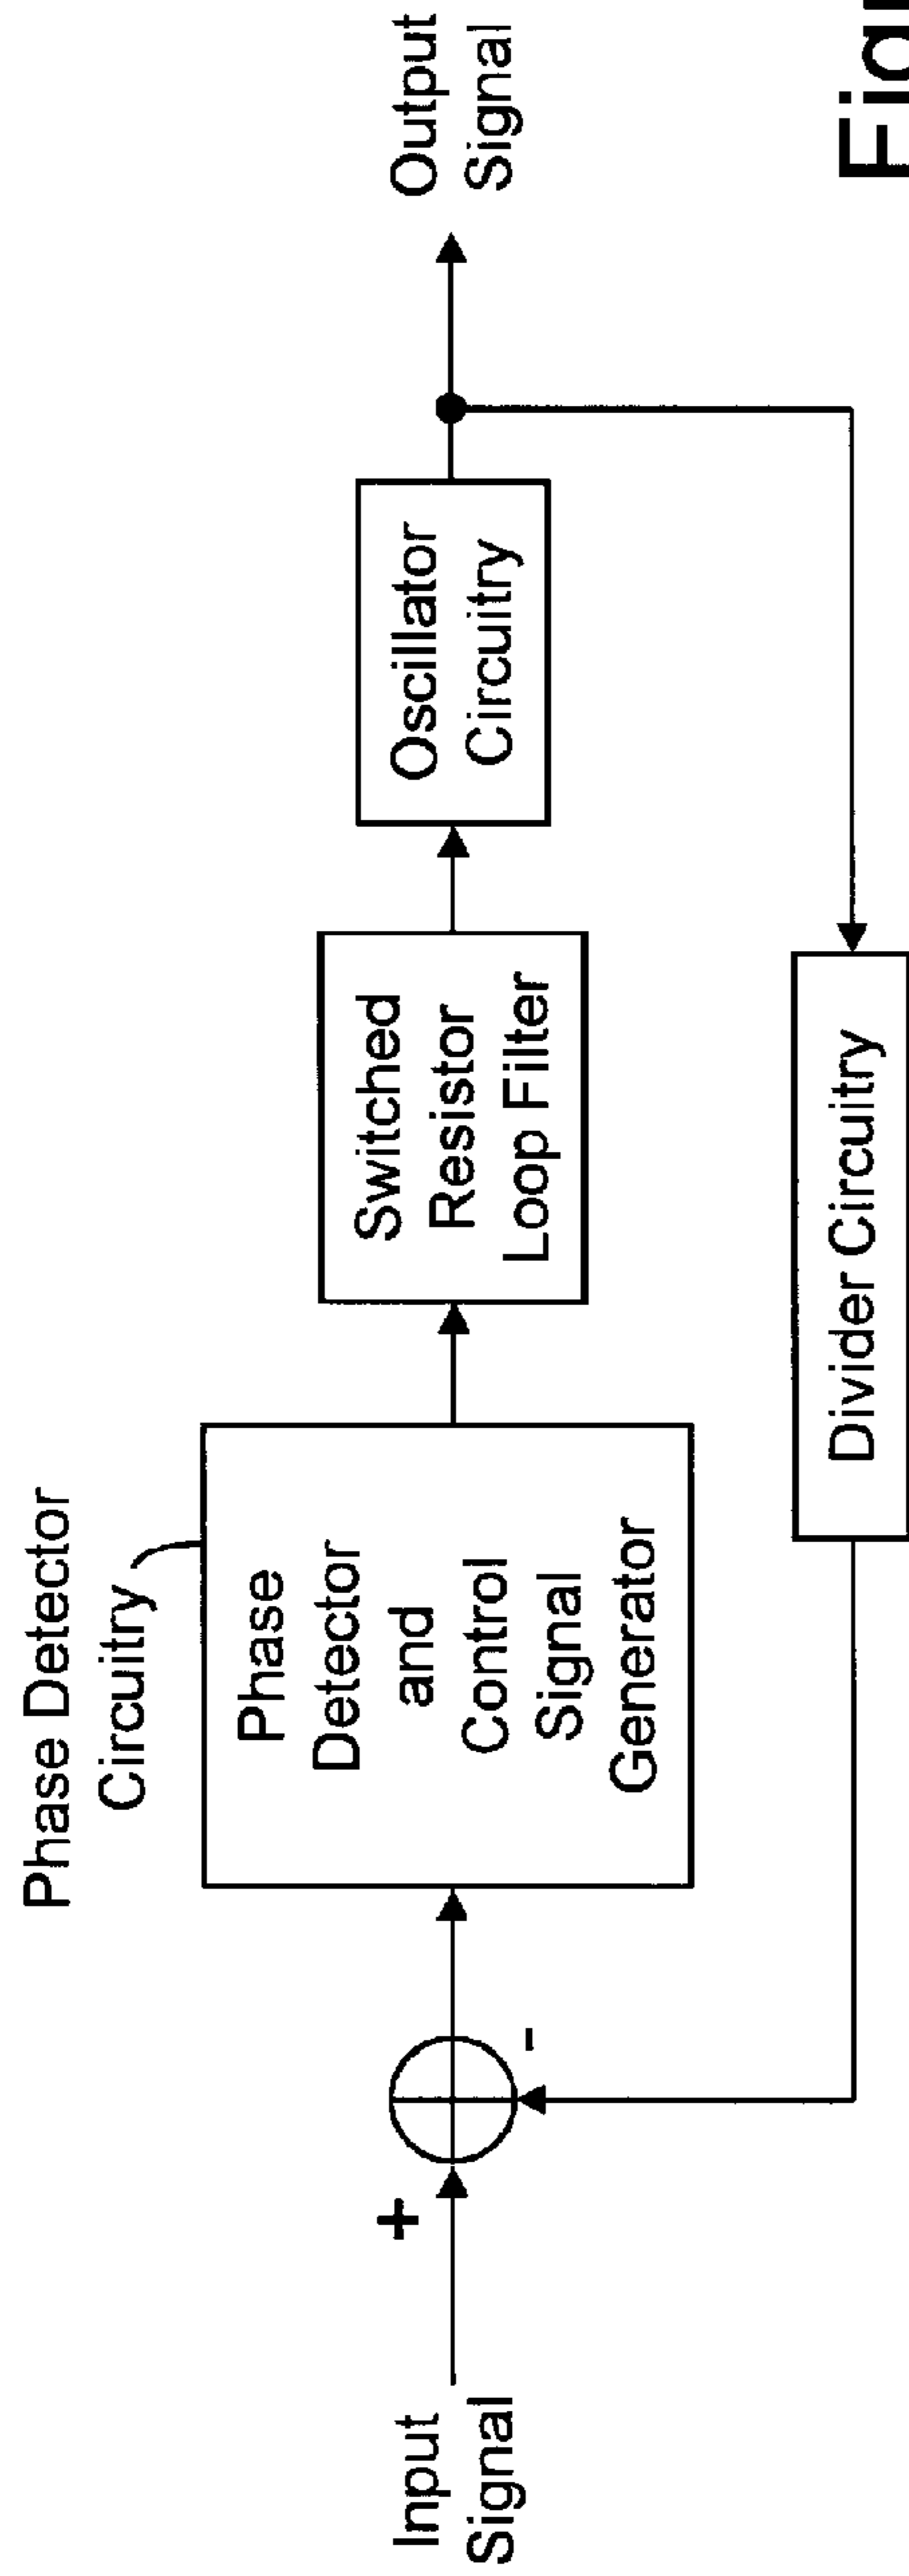 Phase Detector
Circuitry
Input
Signal
+
-
Phase
Detector
and
Control
Signal
Generator
Switched
Resistor
Loop Filter
Oscillator
Circuitry
Output
Signal
Divider Circuitry